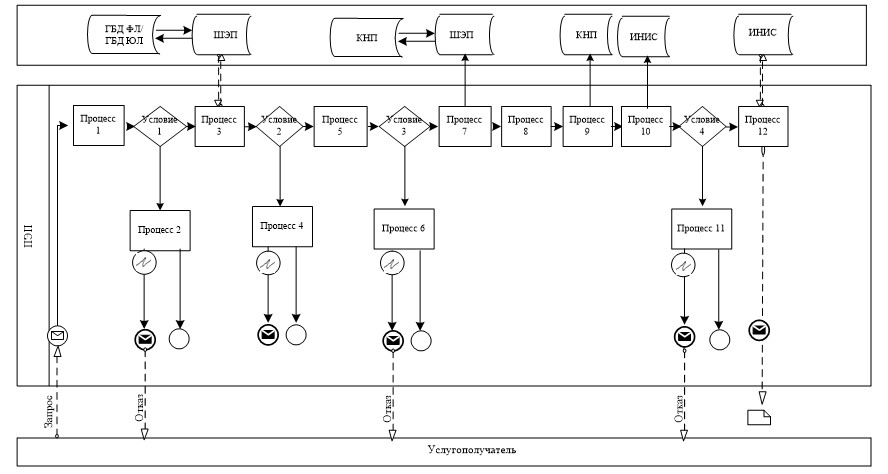 ГБД ФЛ/
ГБД ЮЛ
ШЭП
КНП
ШЭП
КНП
ИНИС
ИНИС
Процесс
1
Условие
1
Процесс
3
Условие
2
Процесс
5
Условие
3
Процесс
7
Процесс
8
Процесс
9
Процесс
10
Условие
4
Процесс
12
Процесс 2
Процесс 4
Процесс 6
Процесс 11
ЦСП
Запрос
Отказ
Отказ
Отказ
Услугополучатель